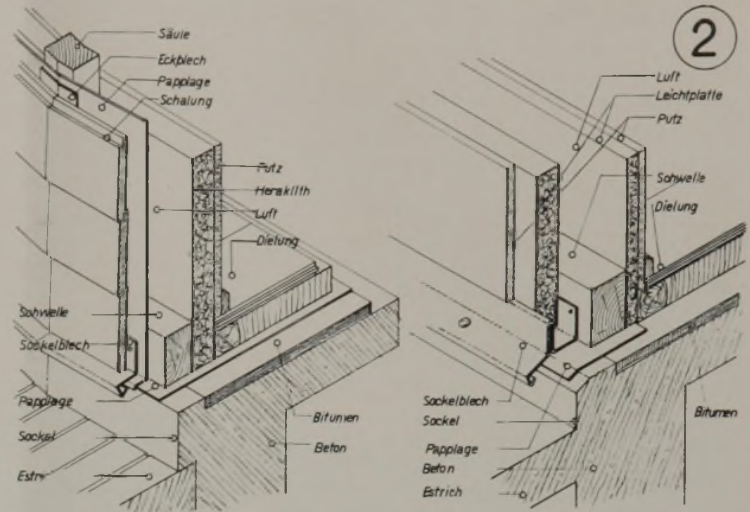 2
Säule
Eckblech
Papplage
Schalung
Putz
Heraklith
Luft
Dielung
Schwelle
Sockelblech
Papplage
Sockel
Estrich
Bitumen
Beton
Luft
Leichtplatte
Putz
Schwelle
Dielung
Sockelblech
Sockel
Papplage
Beton
Estrich
Bitumen